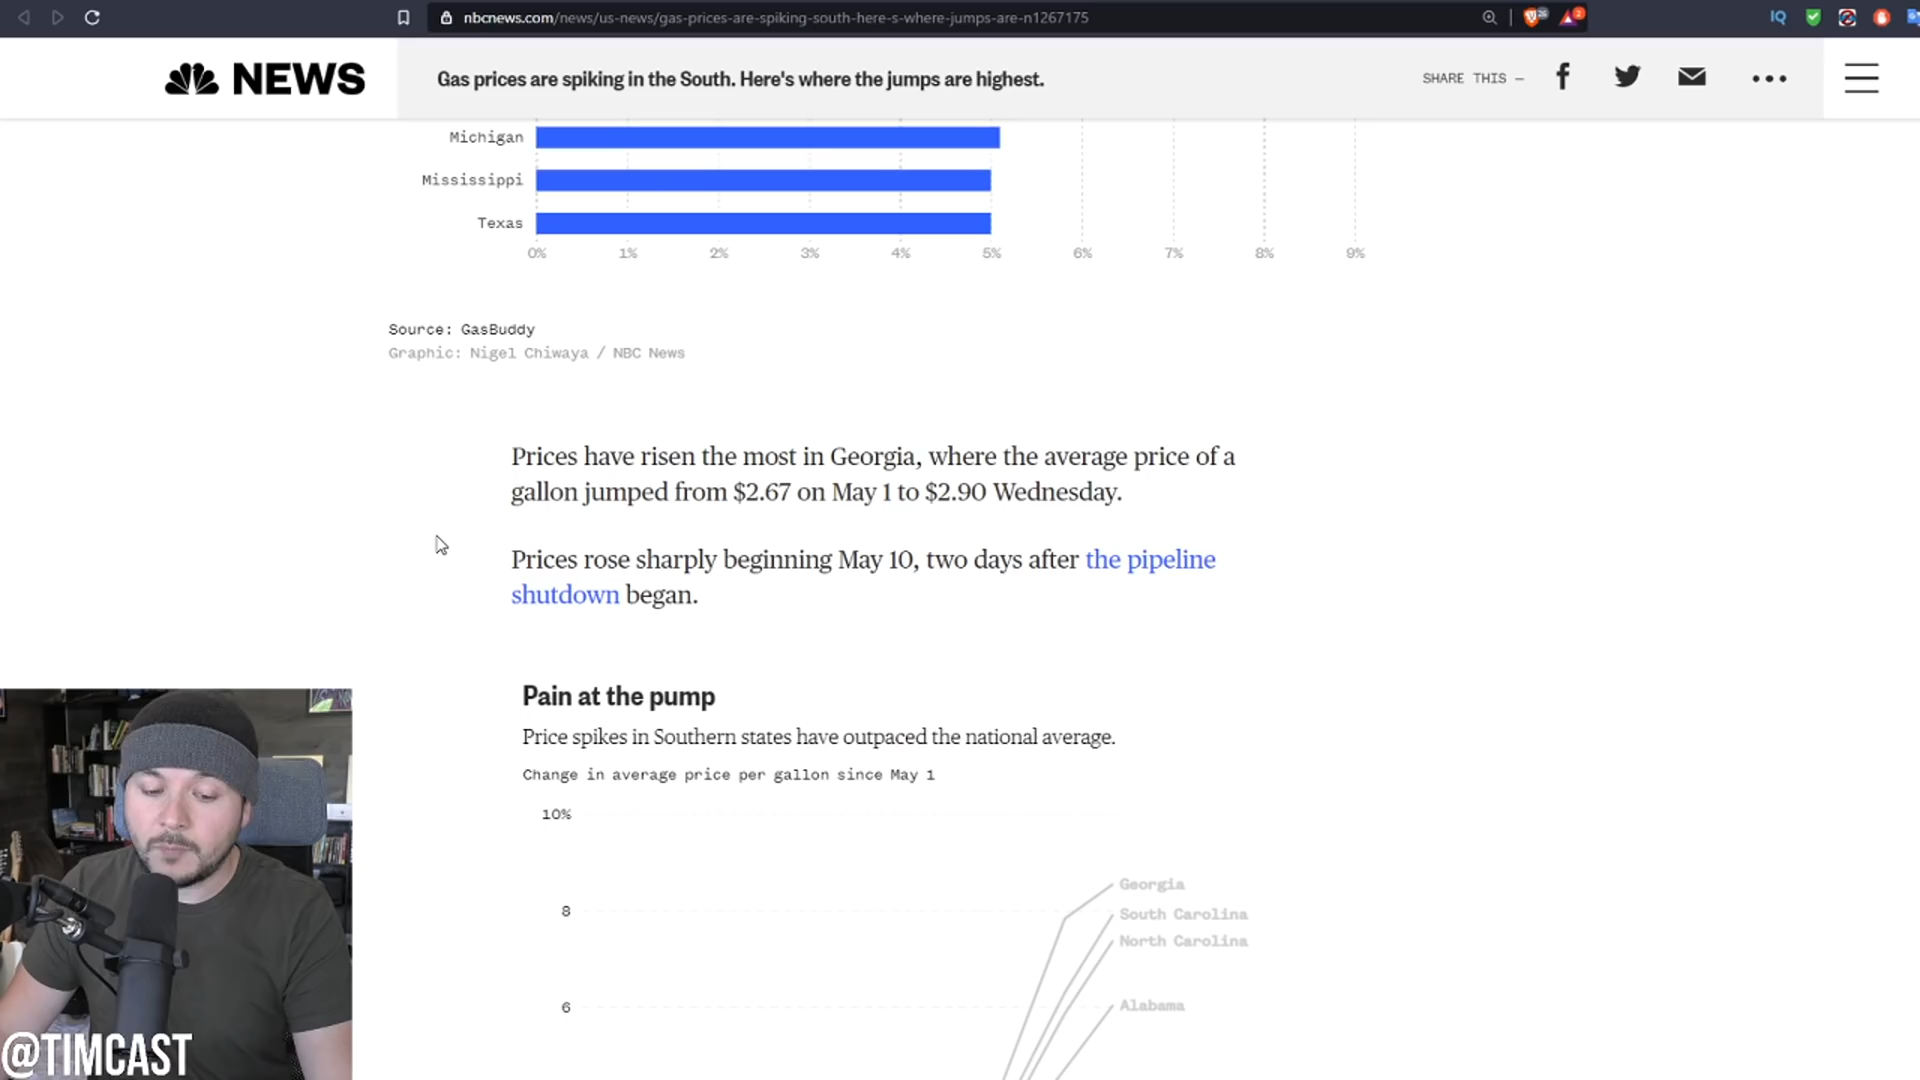 nbcnews.com/news/us-news/gas-prices-are-spiking-south-here-s-where-jumps-are-n1267175
NEWS
Gas prices are spiking in the South. Here's where the jumps are highest.
SHARE THIS —
Michigan
Mississippi
Texas
0% 1% 2% 3% 4% 5% 6% 7% 8% 9%
Source: GasBuddy
Graphic: Nigel Chiwaya / NBC News
Prices have risen the most in Georgia, where the average price of a
gallon jumped from $2.67 on May 1 to $2.90 Wednesday.
Prices rose sharply beginning May 10, two days after the pipeline
shutdown began.
Pain at the pump
Price spikes in Southern states have outpaced the national average.
Change in average price per gallon since May 1
10%
Georgia
8
South Carolina
North Carolina
6
Alabama
@TIMCAST